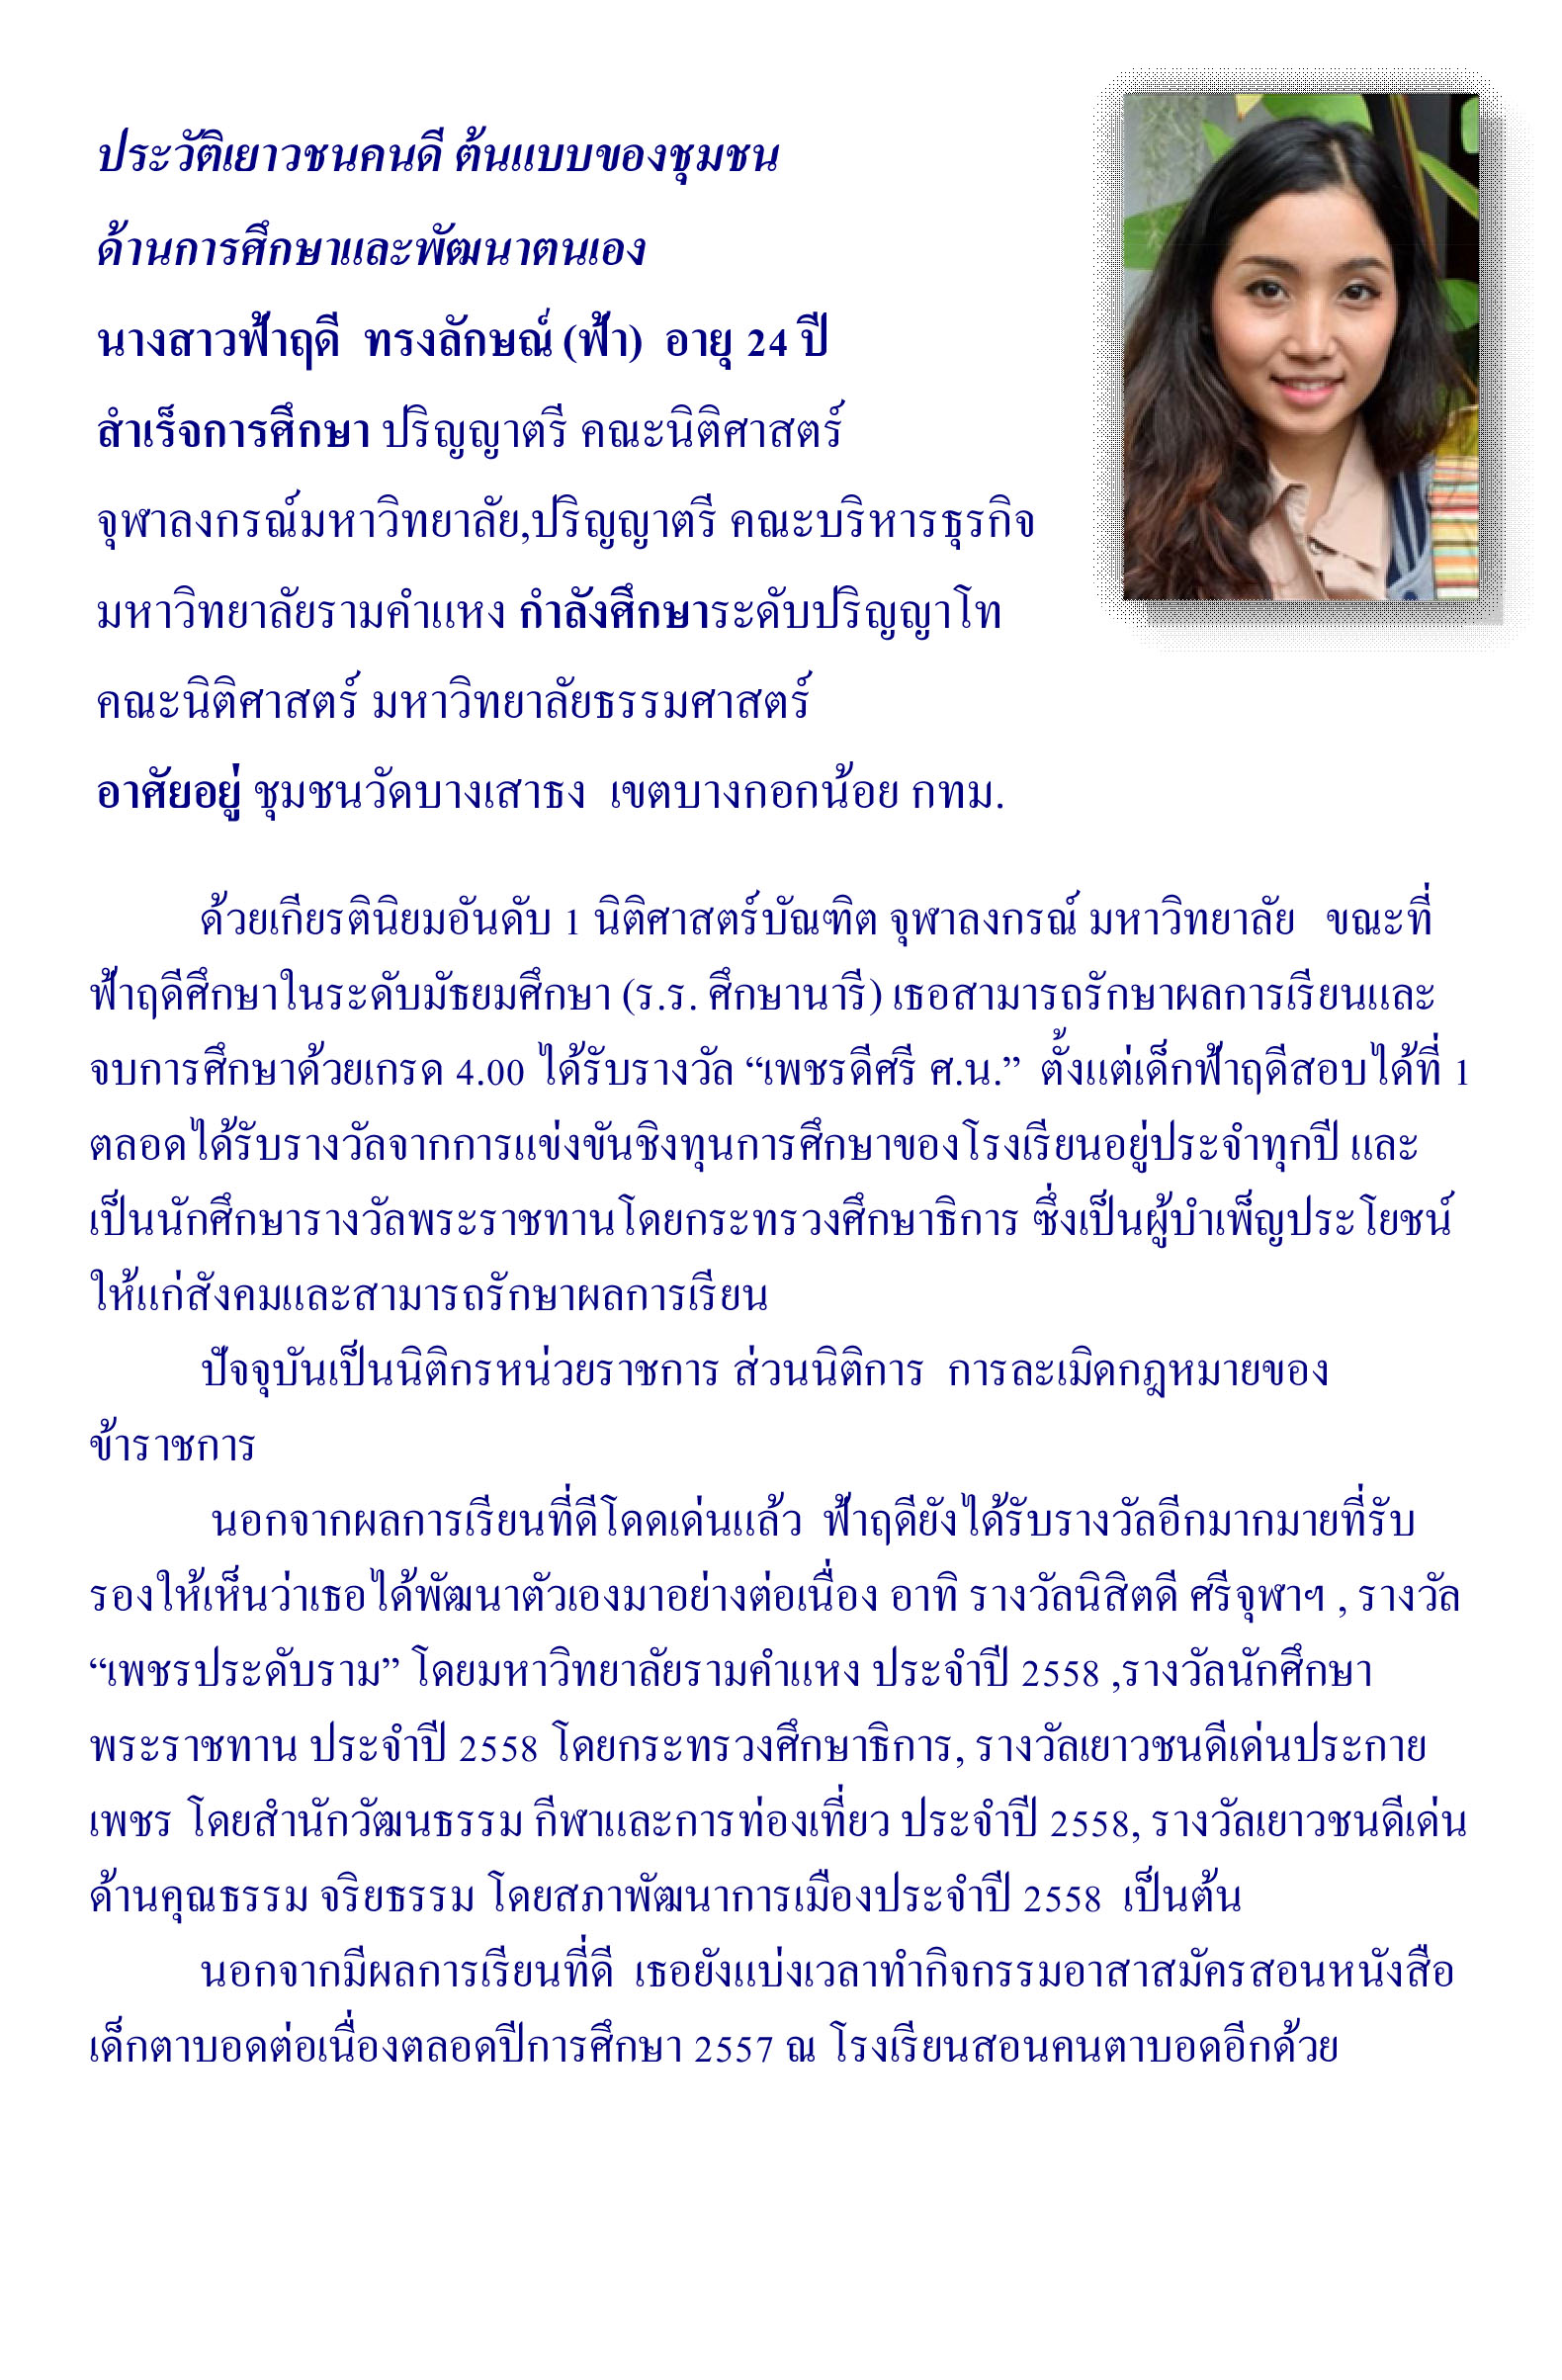 ประวัติเยาวชนคนดี ต้นแบบของชุมชน
ด้านการศึกษาและพัฒนาตนเอง
นางสาวฟ้าฤดี ทรงลักษณ์ (ฟ้า) อายุ 24 ปี
สำเร็จการศึกษา ปริญญาตรี คณะนิติศาสตร์
จุฬาลงกรณ์มหาวิทยาลัย,ปริญญาตรี คณะบริหารธุรกิจ
มหาวิทยาลัยรามคำแหง กำลังศึกษาระดับปริญญาโท
คณะนิติศาสตร์ มหาวิทยาลัยธรรมศาสตร์
อาศัยอยู่ ชุมชนวัดบางเสาธง เขตบางกอกน้อย กทม.
ด้วยเกียรตินิยมอันดับ 1 นิติศาสตร์บัณฑิต จุฬาลงกรณ์ มหาวิทยาลัย ขณะที่
ฟ้าฤดีศึกษาในระดับมัธยมศึกษา (ร.ร. ศึกษานารี) เธอสามารถรักษาผลการเรียนและ
จบการศึกษาด้วยเกรด 4.00 ได้รับรางวัล “เพชรดีศรี ศ.น.” ตั้งแต่เด็กฟ้าฤดีสอบได้ที่ 1
ตลอดได้รับรางวัลจากการแข่งขันชิงทุนการศึกษาของโรงเรียนอยู่ประจำทุกปี และ
เป็นนักศึกษารางวัลพระราชทานโดยกระทรวงศึกษาธิการ ซึ่งเป็นผู้บำเพ็ญประโยชน์
ให้แก่สังคมและสามารถรักษาผลการเรียน
ปัจจุบันเป็นนิติกรหน่วยราชการ ส่วนนิติการ การละเมิดกฎหมายของ
ข้าราชการ
นอกจากผลการเรียนที่ดีโดดเด่นแล้ว ฟ้าฤดียังได้รับรางวัลอีกมากมายที่รับ
รองให้เห็นว่าเธอได้พัฒนาตัวเองมาอย่างต่อเนื่อง อาทิ รางวัลนิสิตดี ศรีจุฬาฯ , รางวัล
“เพชรประดับราม” โดยมหาวิทยาลัยรามคำแหง ประจำปี 2558 ,รางวัลนักศึกษา
พระราชทาน ประจำปี 2558 โดยกระทรวงศึกษาธิการ, รางวัลเยาวชนดีเด่นประกาย
เพชร โดยสำนักวัฒนธรรม กีฬาและการท่องเที่ยว ประจำปี 2558, รางวัลเยาวชนดีเด่น
ด้านคุณธรรม จริยธรรม โดยสภาพัฒนาการเมืองประจำปี 2558 เป็นต้น
นอกจากมีผลการเรียนที่ดี เธอยังแบ่งเวลาทำกิจกรรมอาสาสมัครสอนหนังสือ
เด็กตาบอดต่อเนื่องตลอดปีการศึกษา 2557 ณ โรงเรียนสอนคนตาบอดอีกด้วย